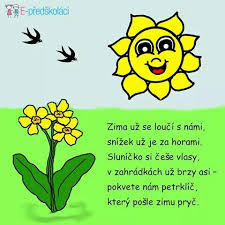 E-předškoláci
Zima už se loučí s námi,
snížek už je za horami.
Sluníčko si češe vlasy,
v zahrádkách už brzy asi -
pokvete nám petrklíč,
který pošle zimu pryč.